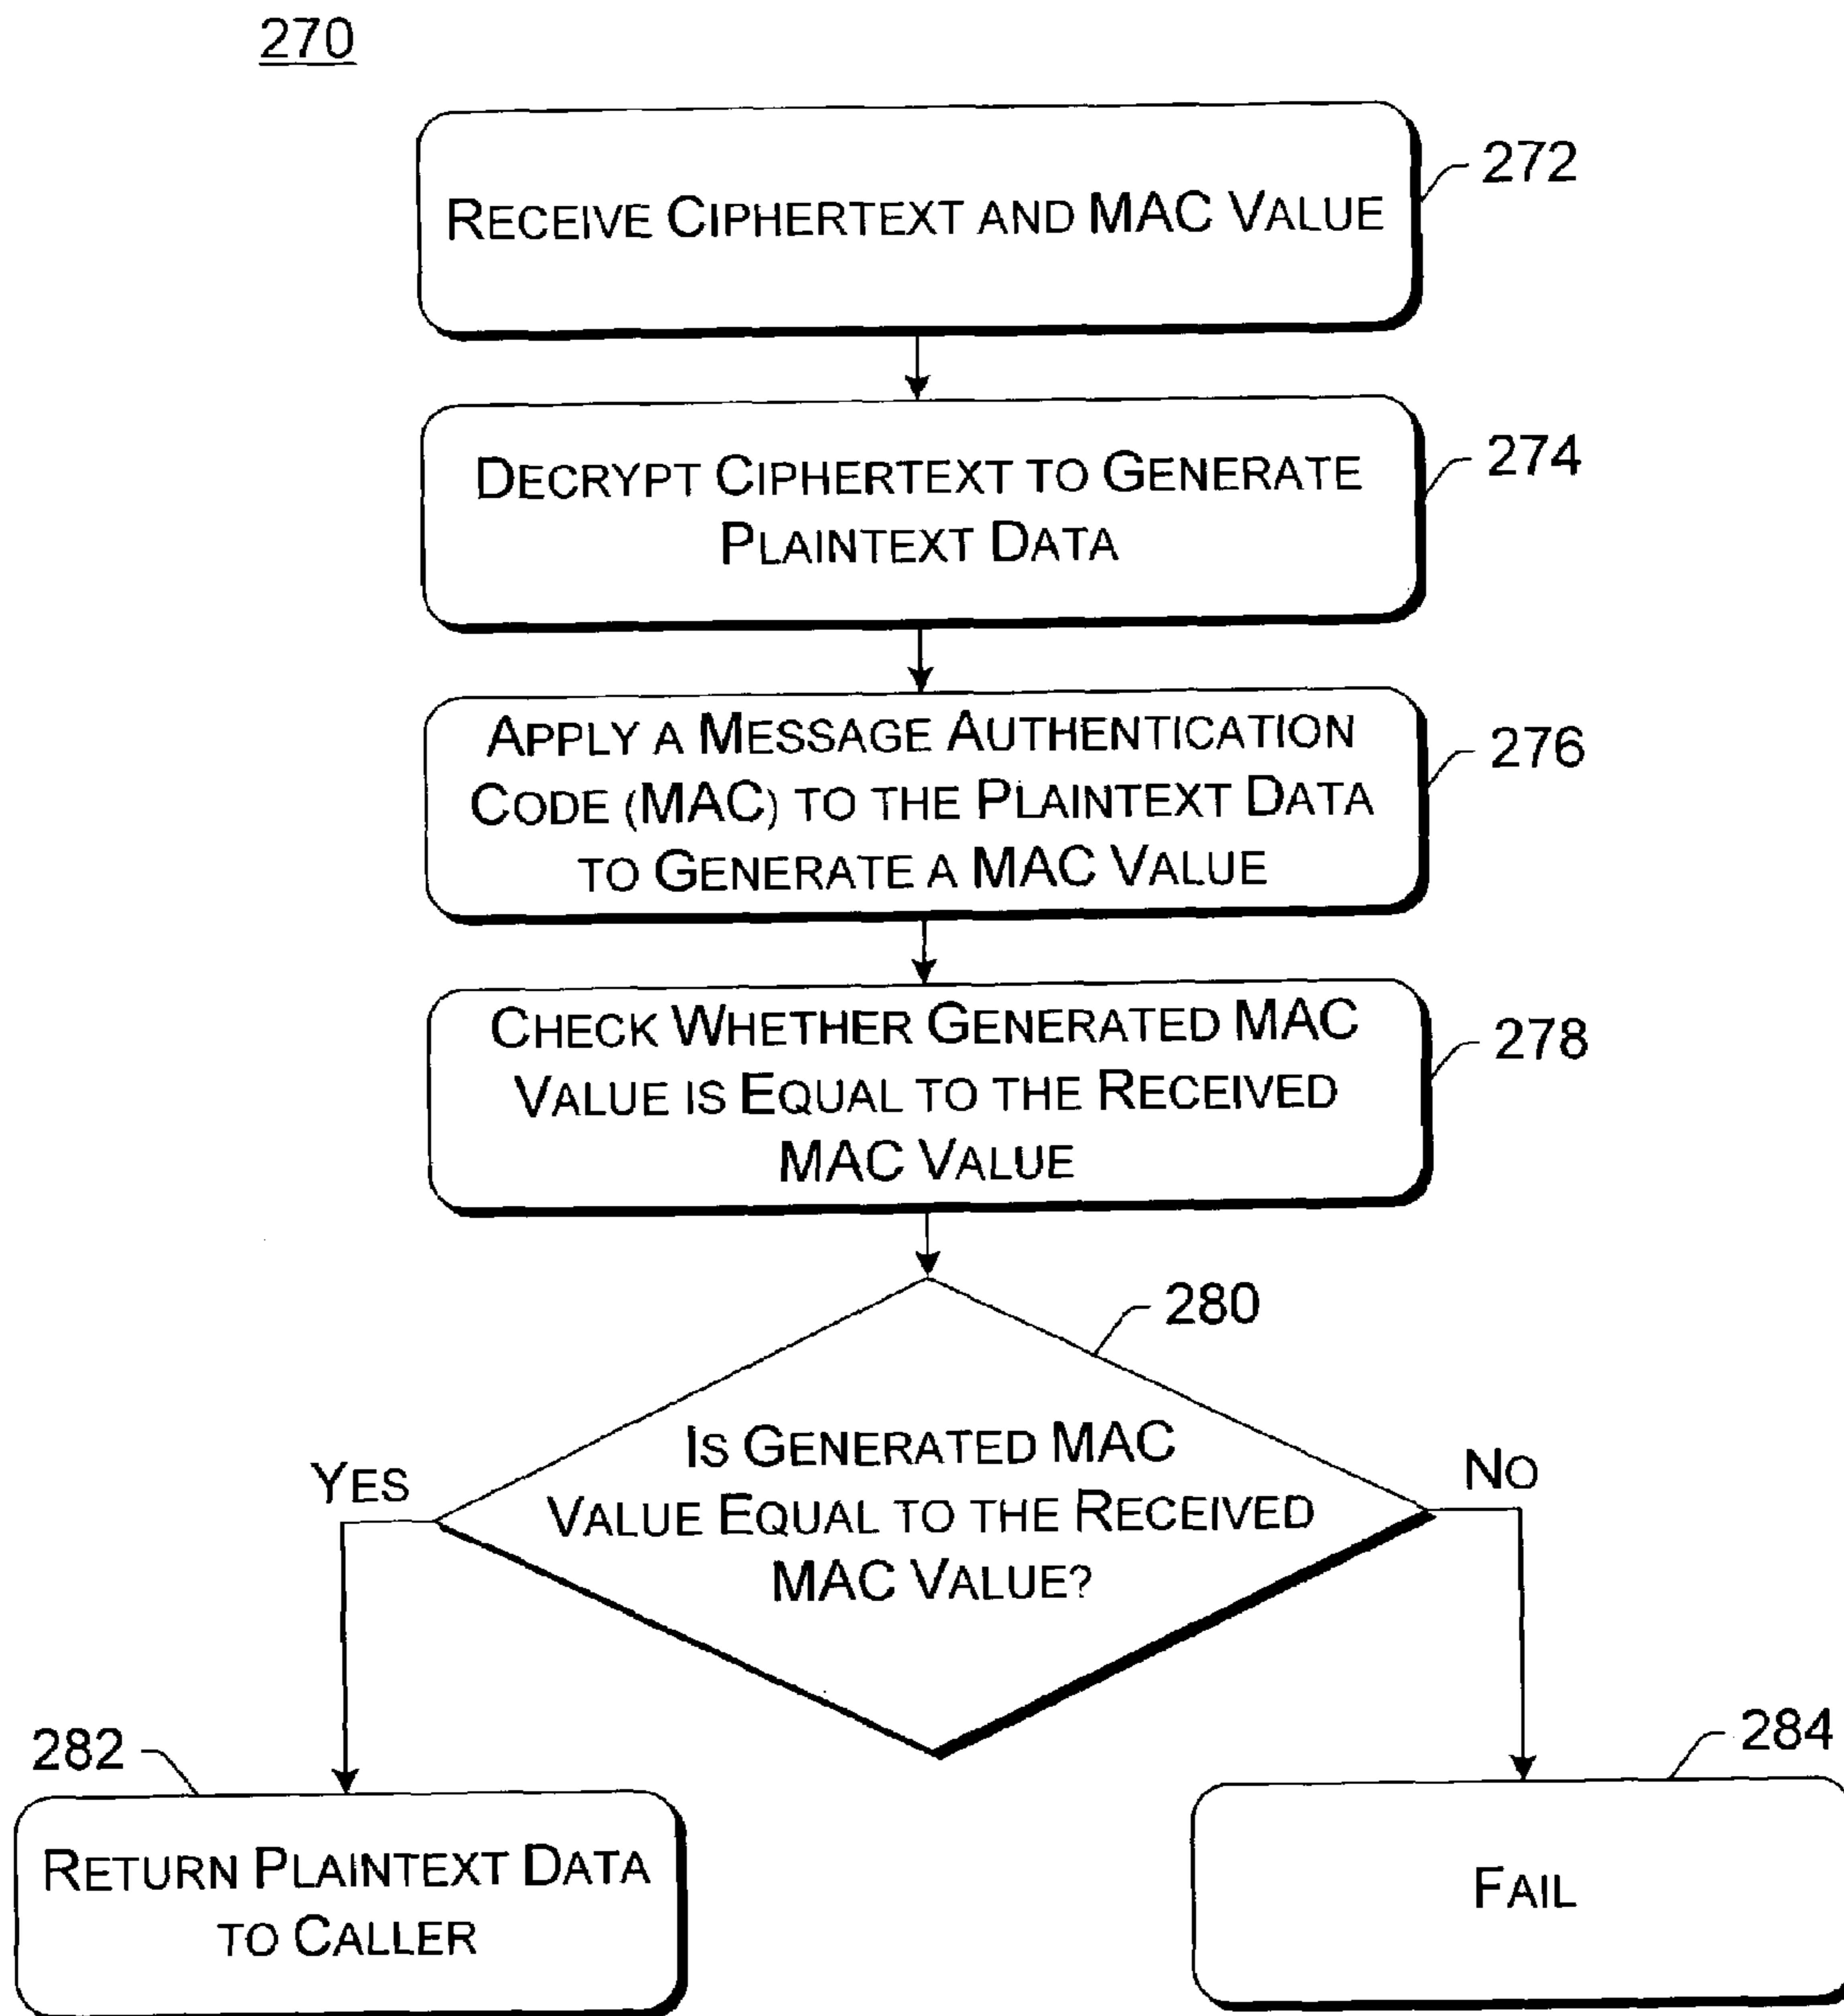 270
RECEIVE CIPHERTEXT AND MAC VALUE
272
DECRYPT CIPHERTEXT TO GENERATE
PLAINTEXT DATA
274
APPLY A MESSAGE AUTHENTICATION
CODE (MAC) TO THE PLAINTEXT DATA
TO GENERATE A MAC VALUE
276
CHECK WHETHER GENERATED MAC
VALUE IS EQUAL TO THE RECEIVED
MAC VALUE
278
280
IS GENERATED MAC
VALUE EQUAL TO THE RECEIVED
MAC VALUE?
YES
NO
282
RETURN PLAINTEXT DATA
TO CALLER
284
FAIL